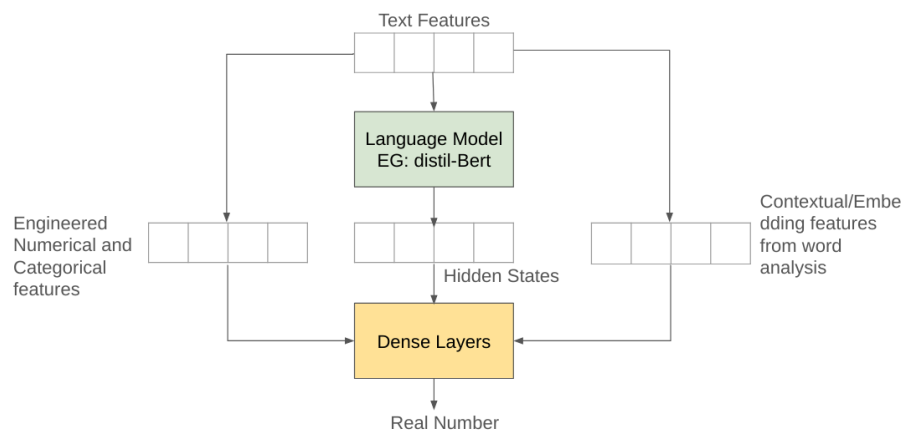 Text Features
Language Model
EG: distil-Bert
Engineered
Numerical and
Categorical
features
Contextual/Embe
dding features
from word
analysis
Hidden States
Dense Layers
Real Number